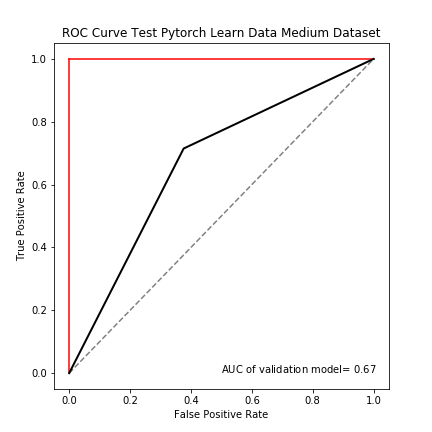 ROC Curve Test Pytorch Learn Data Medium Dataset
1.0
0.8
0.6
0.4
0.2
0.0
True Positive Rate
AUC of validation model= 0.67
0.0 0.2 0.4 0.6 0.8 1.0
False Positive Rate